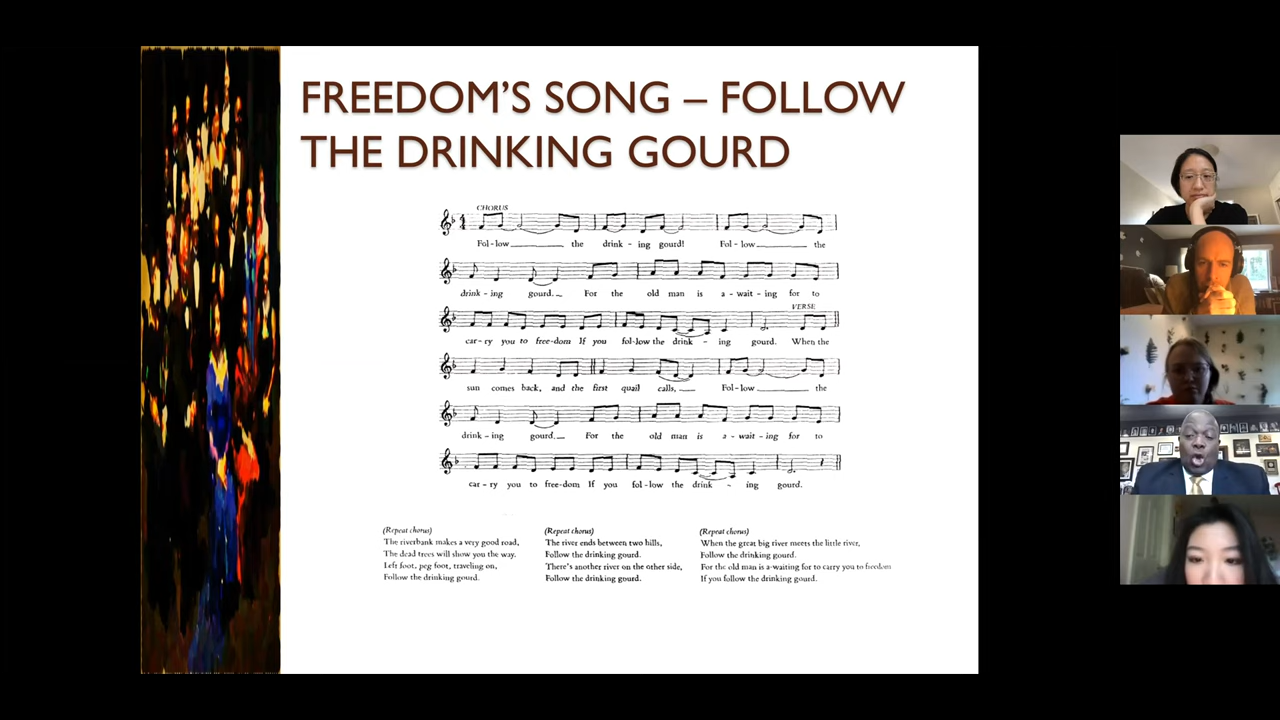 FREEDOM’S SONG – FOLLOW
THE DRINKING GOURD
CHORUS
Fol-low the drink - ing gourd! Fol-low the
drink - ing gourd. For the old man is a-wait-ing for to
VERSE
car-ry you to free-dom If you fol-low the drink - ing gourd. When the
sun comes back, and the first quail calls, Fol-low the
drink - ing gourd. For the old man is a-wait-ing for to
car-ry you to free-dom If you fol-low the drink - ing gourd.
(Repeat chorus)
The riverbank makes a very good road,
The dead trees will show you the way.
Left foot, peg foot, traveling on,
Follow the drinking gourd.
(Repeat chorus)
The river ends between two hills,
Follow the drinking gourd.
There's another river on the other side,
Follow the drinking gourd.
(Repeat chorus)
When the great big river meets the little river,
Follow the drinking gourd.
For the old man is a-waiting for to carry you to freedom
If you follow the drinking gourd.